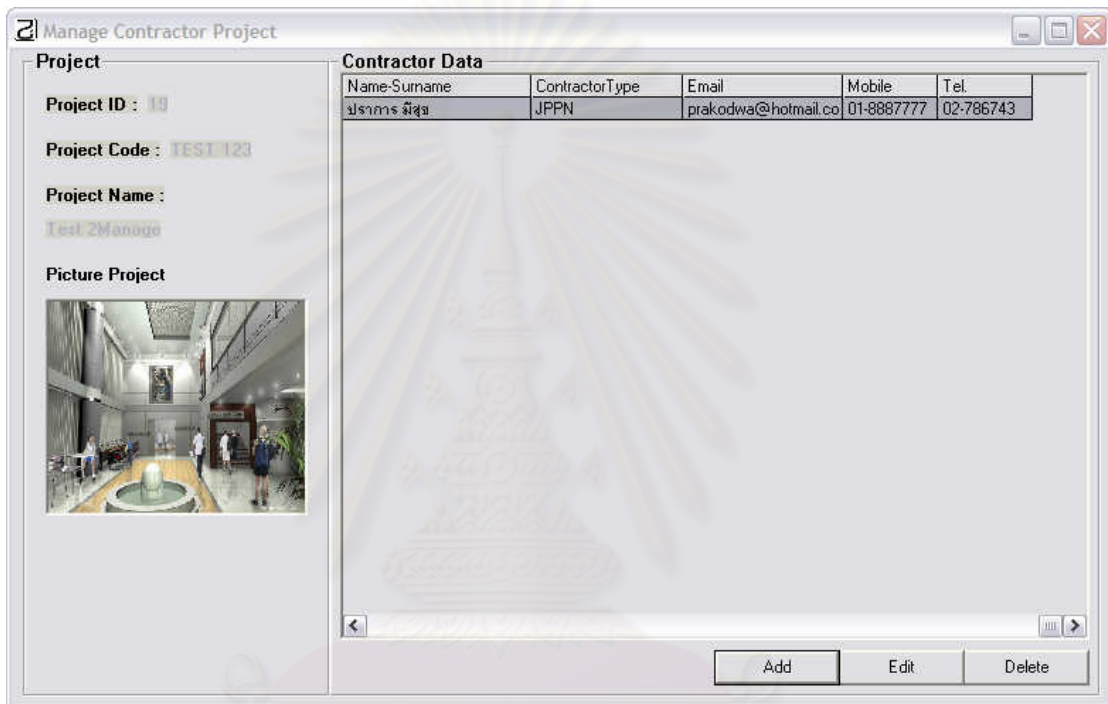 Manage Contractor Project
Project
Project ID : 19
Project Code : TEST 123
Project Name :
Test 2Manage
Picture Project
Contractor Data
Name-Surname ContractorType Email Mobile Tel.
ปราการ มีสุข JPPN prakodwa@hotmail.co 01-8887777 02-786743
Add Edit Delete